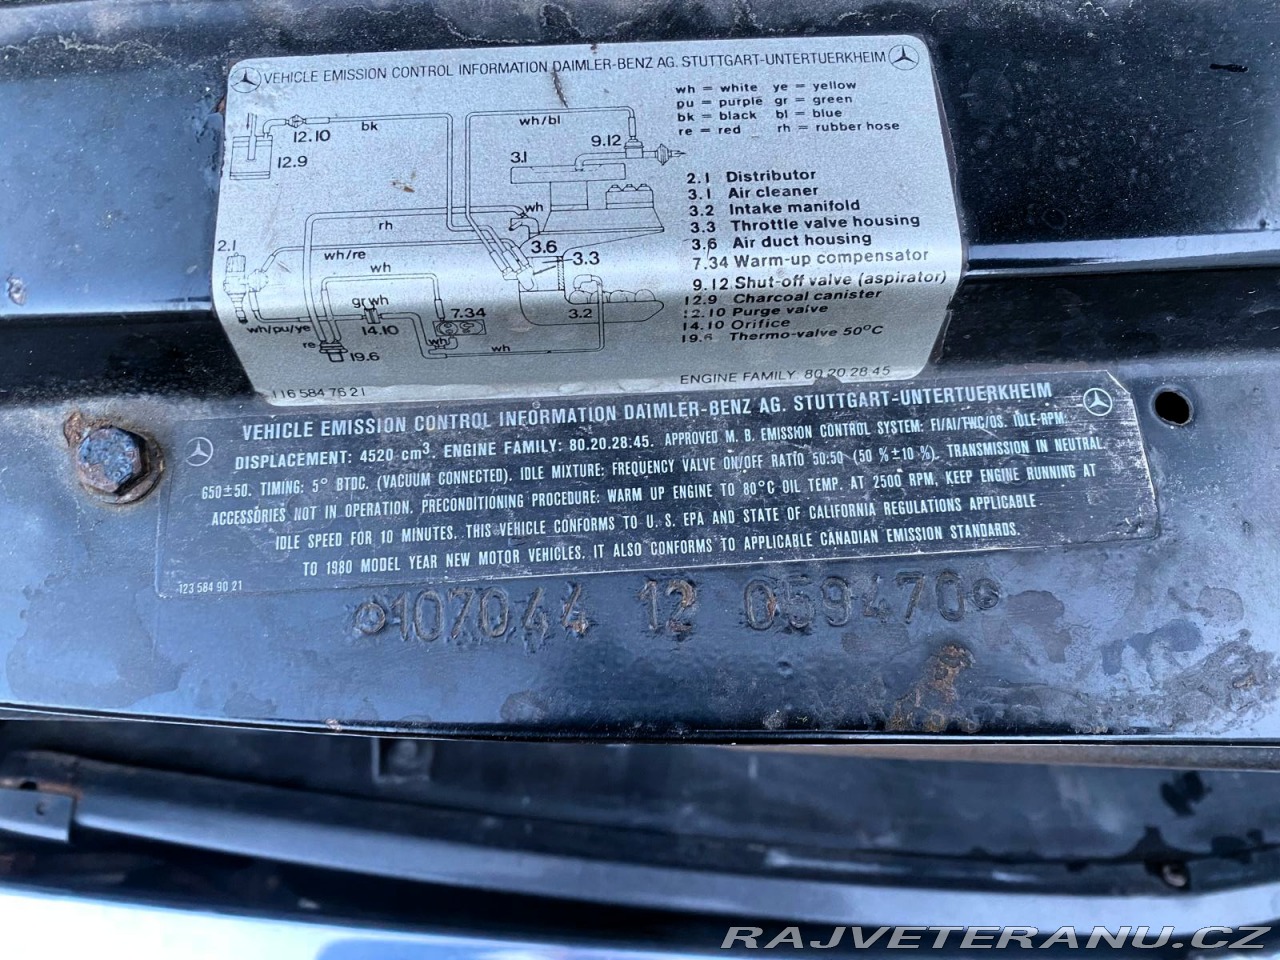 VEHICLE EMISSION CONTROL INFORMATION DAIMLER-BENZ AG. STUTTGART-UNTERTUERKHEIM
wh = white ye = yellow
pu = purple gr = green
bk = black bl = blue
re = red rh = rubber hose
12.10
bk
wh/bl
9.12
12.9
3.1
wh
rh
2.1
wh/re
3.6
3.3
wh
gr wh
7.34
wh/pu/ye
14.10
wh
3.2
re
19.6
wh
2.1 Distributor
3.1 Air cleaner
3.2 Intake manifold
3.3 Throttle valve housing
3.6 Air duct housing
7.34 Warm-up compensator
9.12 Shut-off valve (aspirator)
12.9 Charcoal canister
12.10 Purge valve
14.10 Orifice
19.6 Thermo-valve 50°C
116 584 76 21
ENGINE FAMILY 80.20.28.45
VEHICLE EMISSION CONTROL INFORMATION DAIMLER-BENZ AG. STUTTGART-UNTERTUERKHEIM
DISPLACEMENT: 4520 cm³. ENGINE FAMILY: 80.20.28:45. APPROVED M. B. EMISSION CONTROL SYSTEM: FI/AI/TWC/OS. IDLE-RPM.
650±50. TIMING: 5° BTDC. (VACUUM CONNECTED). IDLE MIXTURE: FREQUENCY VALVE ON/OFF RATIO 50:50 (50 %±10 %). TRANSMISSION IN NEUTRAL.
ACCESSORIES NOT IN OPERATION. PRECONDITIONING PROCEDURE: WARM UP ENGINE TO 80°C OIL TEMP. AT 2500 RPM, KEEP ENGINE RUNNING AT
IDLE SPEED FOR 10 MINUTES. THIS VEHICLE CONFORMS TO U. S. EPA AND STATE OF CALIFORNIA REGULATIONS APPLICABLE
TO 1980 MODEL YEAR NEW MOTOR VEHICLES. IT ALSO CONFORMS TO APPLICABLE CANADIAN EMISSION STANDARDS.
123 584 90 21
107044 12 059470
RAJVETERANU.CZ